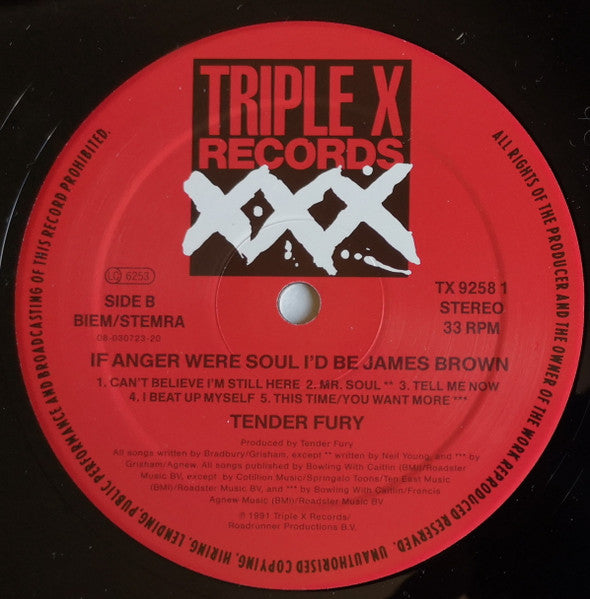 TRIPLE X
RECORDS
XXX
LC 6253
SIDE B
BIEM/STEMRA
08-030723-20
TX 9258 1
STEREO
33 RPM
IF ANGER WERE SOUL I'D BE JAMES BROWN
1. CAN'T BELIEVE I'M STILL HERE 2. MR. SOUL ** 3. TELL ME NOW
4. I BEAT UP MYSELF 5. THIS TIME/YOU WANT MORE ***
TENDER FURY
Produced by Tender Fury
All songs written by Bradbury/Grisham, except ** written by Neil Young, and *** by
Grisham/Agnew. All songs published by Bowling With Caitlin (BMI)/Roadster
Music BV, except by Cotillion Music/Springalo Toons/Ten East Music
(BMI)/Roadster Music BV, and *** by Bowling With Caitlin/Francis
Agnew Music (BMI)/Roadster Music BV
℗ 1991 Triple X Records/
Roadrunner Productions B.V.
ALL RIGHTS OF THE PRODUCER AND THE OWNER OF THE WORK REPRODUCED RESERVED. UNAUTHORISED COPYING, HIRING, LENDING, PUBLIC PERFORMANCE AND BROADCASTING OF THIS RECORD PROHIBITED.